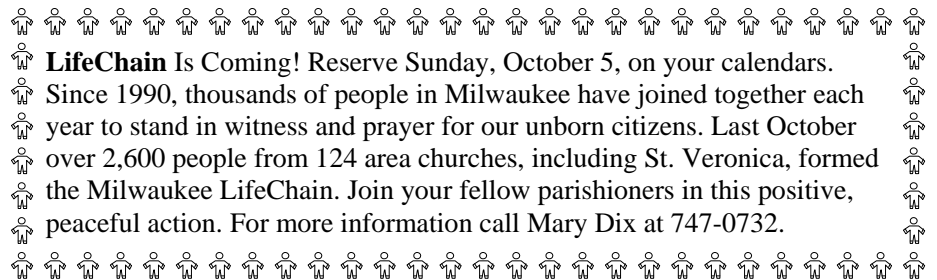 LifeChain Is Coming! Reserve Sunday, October 5, on your calendars.
Since 1990, thousands of people in Milwaukee have joined together each
year to stand in witness and prayer for our unborn citizens. Last October
over 2,600 people from 124 area churches, including St. Veronica, formed
the Milwaukee LifeChain. Join your fellow parishioners in this positive,
peaceful action. For more information call Mary Dix at 747-0732.